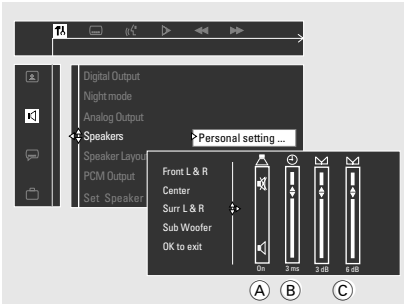 Digital Output
Night mode
Analog Output
Speakers
Personal setting ...
Speaker Layou
PCM Output
Set Speaker
Front L & R
Center
Surr L & R
Sub Woofer
OK to exit
On 3 ms 3 dB 6 dB
A B C